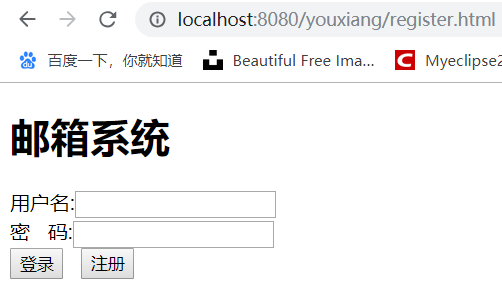 localhost:8080/youxiang/register.html
百度一下，你就知道 Beautiful Free Ima... Myeclipse2
邮箱系统
用户名:
密 码:
登录 注册